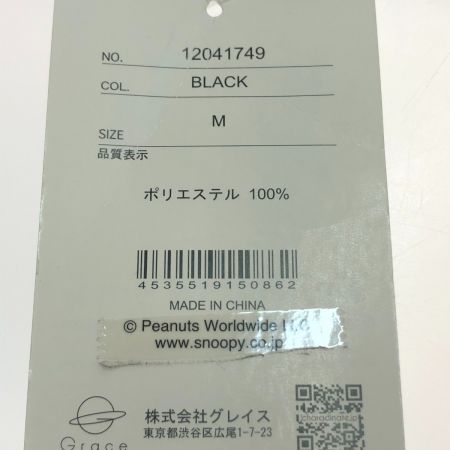 NO. 12041749
COL. BLACK
SIZE M
品質表示
ポリエステル 100%
4535519150862
MADE IN CHINA
© Peanuts Worldwide LLC
www.snoopy.co.jp
Grace
株式会社グレイス
東京都渋谷区広尾1-7-23